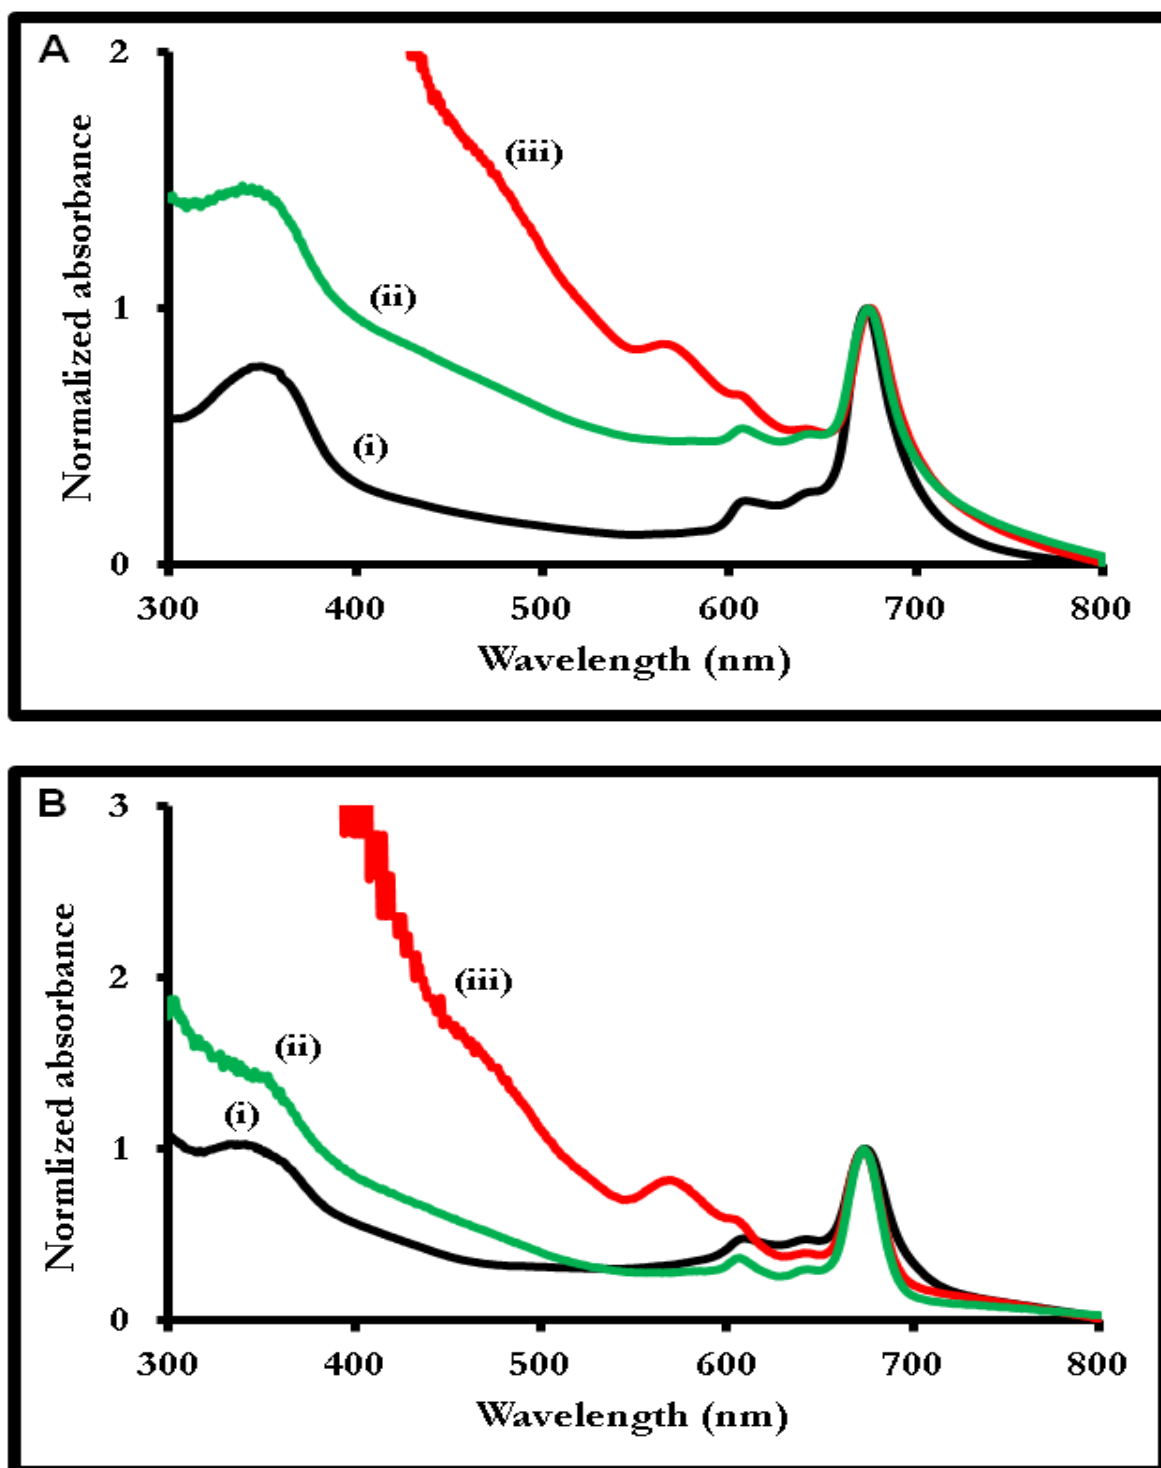 A
2
(iii)
(ii)
1
(i)
0
300 400 500 600 700 800
Normalized absorbance
Wavelength (nm)
B
3
2
(iii)
(ii)
(i)
1
0
300 400 500 600 700 800
Normlized absorbance
Wavelength (nm)